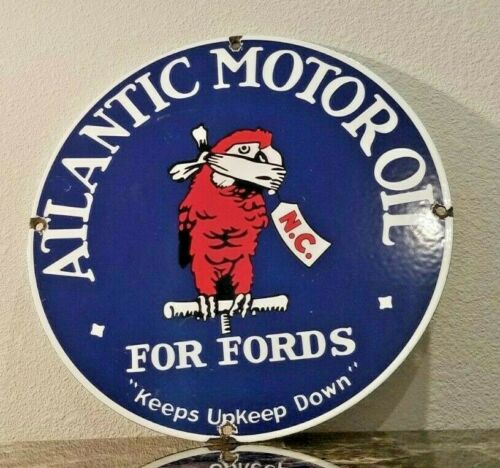 ATLANTIC MOTOR OIL
N.C.
FOR FORDS
"Keeps UpKeep Down"